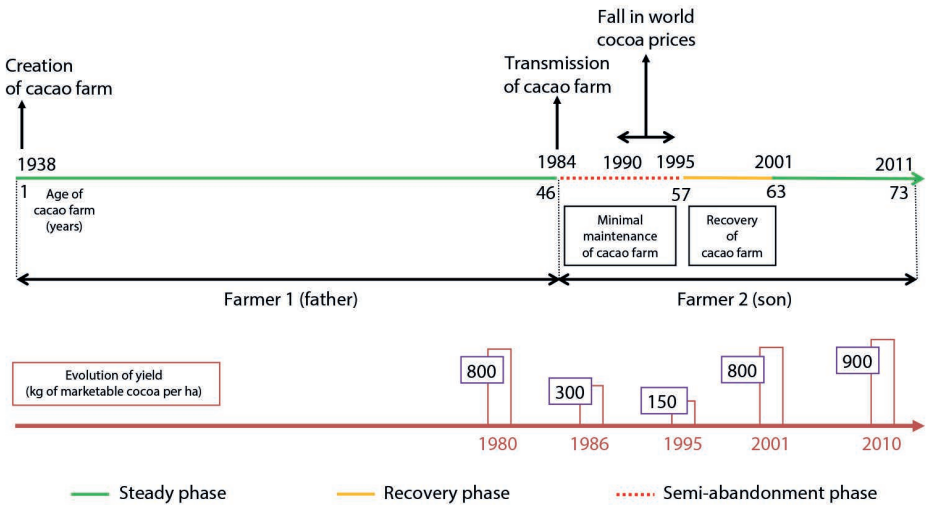 Fall in world
cocoa prices
Creation
of cacao farm
Transmission
of cacao farm
1938
1984
1990
1995
2001
2011
1
Age of
cacao farm
(years)
46
57
63
73
Minimal
maintenance
of cacao farm
Recovery
of
cacao farm
Farmer 1 (father)
Farmer 2 (son)
Evolution of yield
(kg of marketable cocoa per ha)
800
300
150
800
900
1980
1986
1995
2001
2010
Steady phase
Recovery phase
Semi-abandonment phase